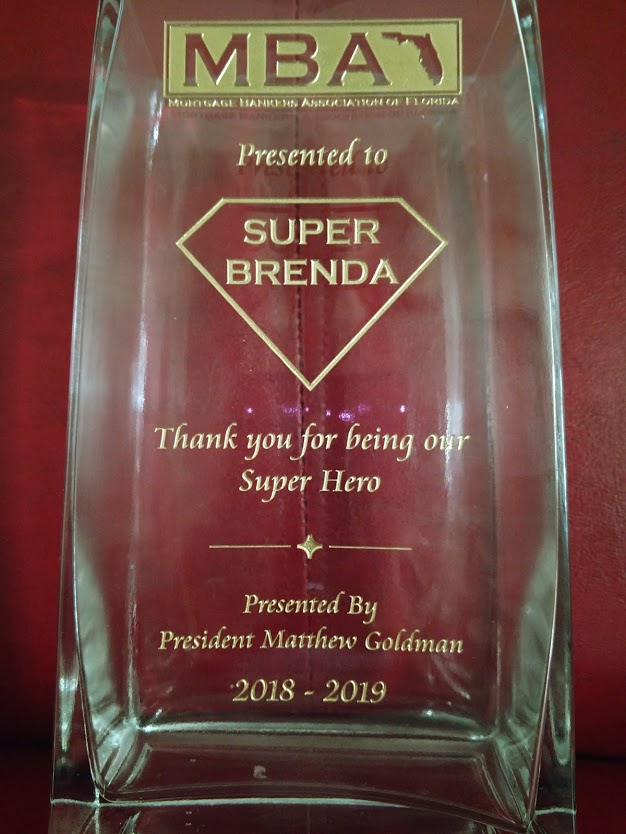 MBA
MORTGAGE BANKERS ASSOCIATION OF FLORIDA
Presented to
SUPER
BRENDA
Thank you for being our
Super Hero
Presented By
President Matthew Goldman
2018 - 2019